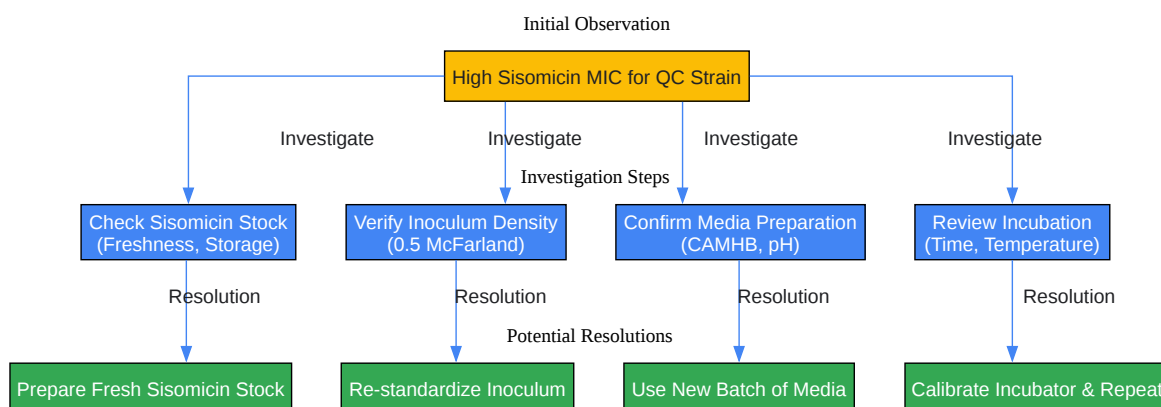 Initial Observation
High Sisomicin MIC for QC Strain
Investigate
Investigate
Investigate
Investigate
Investigation Steps
Check Sisomicin Stock
(Freshness, Storage)
Verify Inoculum Density
(0.5 McFarland)
Confirm Media Preparation
(CAMHB, pH)
Review Incubation
(Time, Temperature)
Resolution
Resolution
Resolution
Resolution
Potential Resolutions
Prepare Fresh Sisomicin Stock
Re-standardize Inoculum
Use New Batch of Media
Calibrate Incubator & Repeat